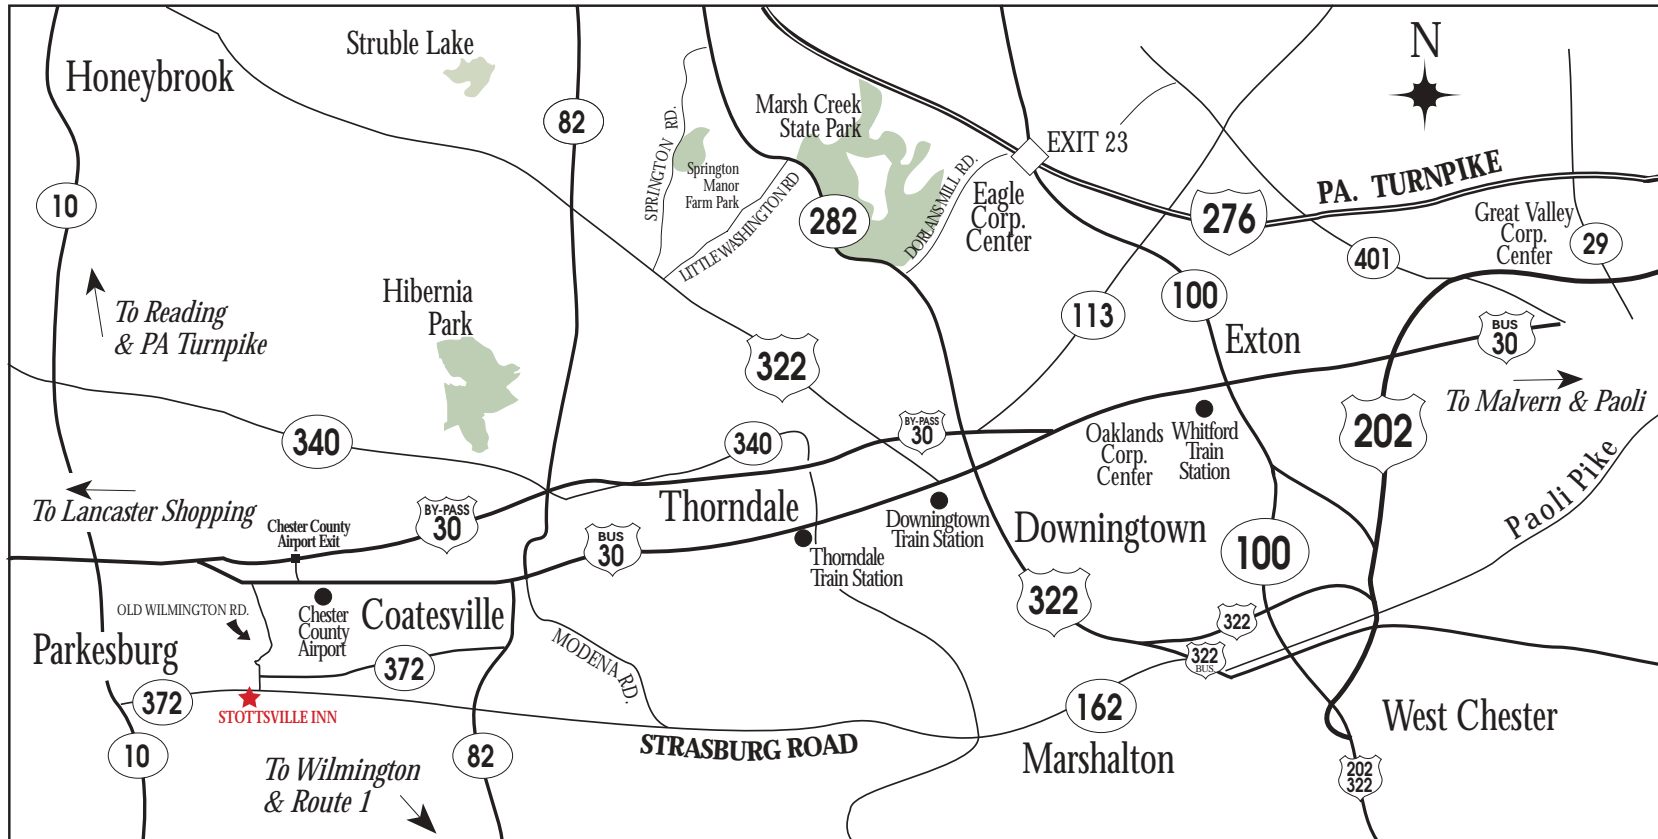 Struble Lake
Honeybrook
N
82
SPRINGTON RD.
Marsh Creek
State Park
EXIT 23
Springton
Manor
Farm Park
LITTLE WASHINGTON RD
DORLANS MILL RD.
Eagle
Corp.
Center
PA. TURNPIKE
10
282
276
Great Valley
Corp.
Center
29
401
To Reading
& PA Turnpike
Hibernia
Park
100
113
Exton
BUS
30
322
To Malvern & Paoli
340
BY-PASS
30
340
202
Oaklands
Corp.
Center
Whitford
Train
Station
Paoli Pike
To Lancaster Shopping
Chester County
Airport Exit
BY-PASS
30
Thorndale
Downingtown
Train Station
Downingtown
BUS
30
Thorndale
Train Station
100
322
OLD WILMINGTON RD.
Chester
County
Airport
Coatesville
322
Parkesburg
372
MODENA RD.
322
BUS.
372
STOTTSVILLE INN
162
West Chester
STRASBURG ROAD
Marshalton
10
To Wilmington
& Route 1
82
202
322